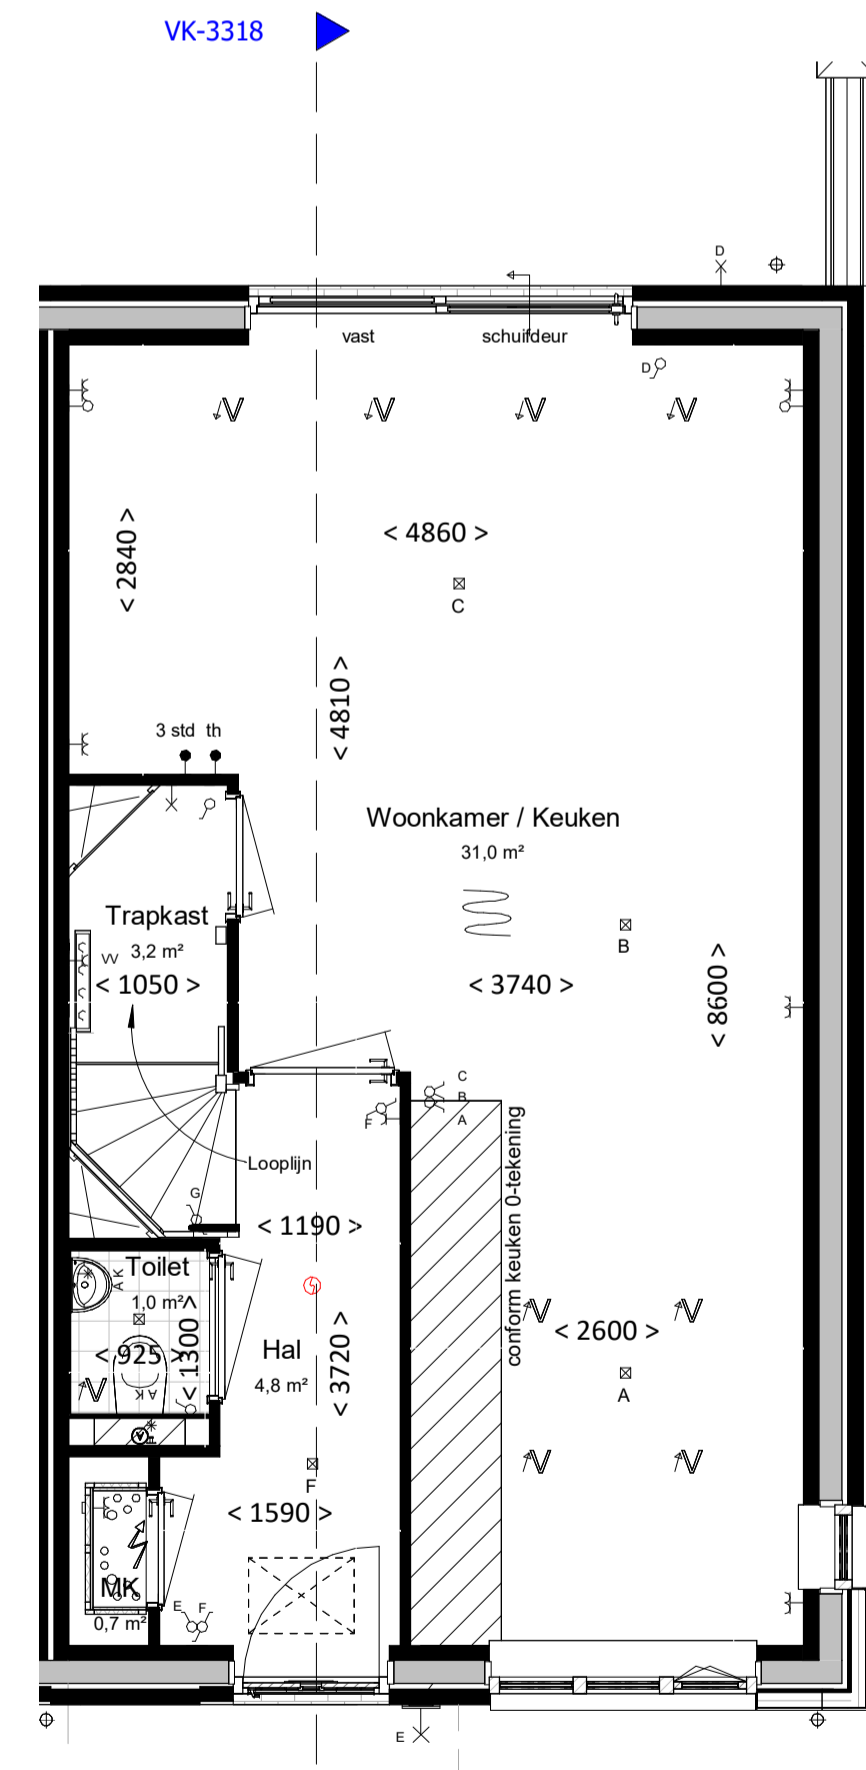 VK-3318
D
vast
schuifdeur
D
V V V V
< 4860 >
< 2840 >
C
< 4810 >
3 std th
Woonkamer / Keuken
31,0 m²
Trapkast
3,2 m²
< 1050 >
B
< 3740 >
< 8600 >
C
B
A
F
conform keuken 0-tekening
Looplijn
G
< 1190 >
Toilet
A K
1,0 m²
< 925 >
< 1300 >
A K
V
Hal
4,8 m²
< 3720 >
V V
< 2600 >
A
V V
F
< 1590 >
MK
0,7 m²
E F
E